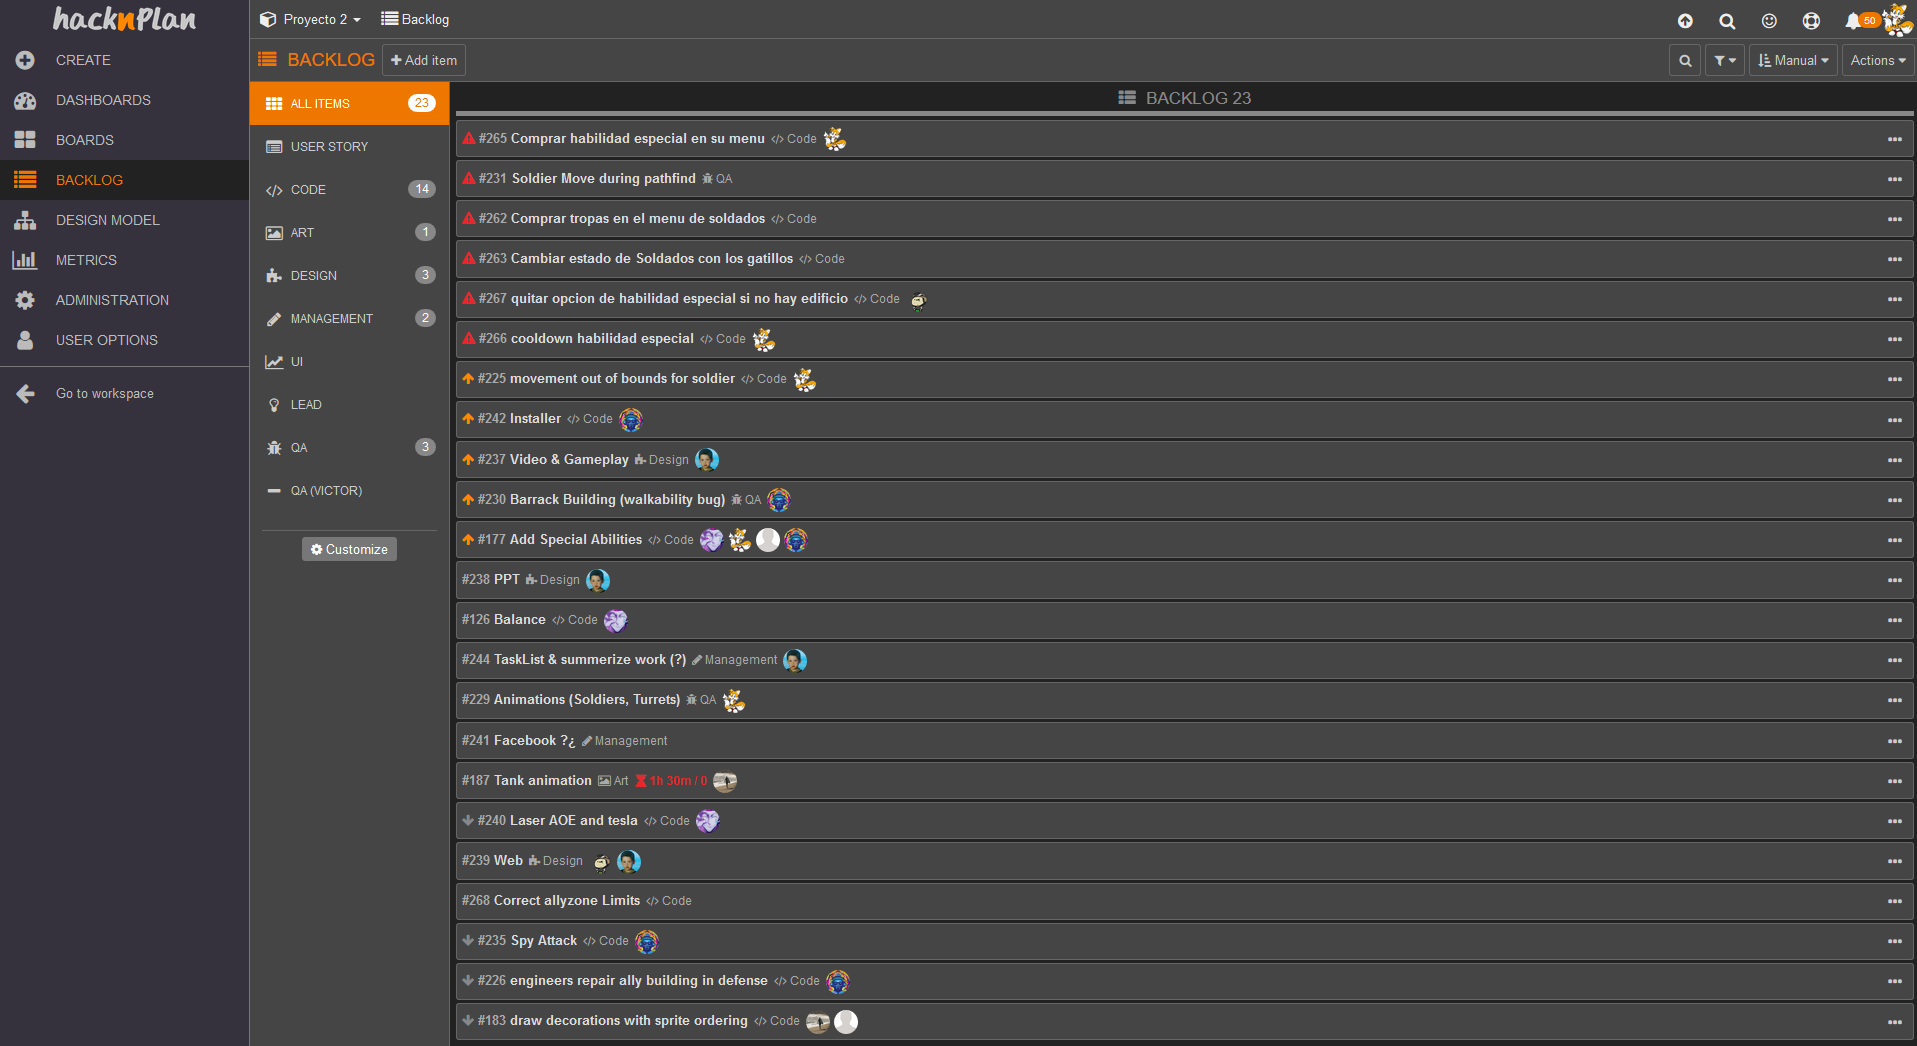 hacknPlan
CREATE
DASHBOARDS
BOARDS
BACKLOG
DESIGN MODEL
METRICS
ADMINISTRATION
USER OPTIONS
Go to workspace
Proyecto 2 Backlog
50
BACKLOG Add item
Manual Actions
ALL ITEMS 23
USER STORY
CODE 14
ART 1
DESIGN 3
MANAGEMENT 2
UI
LEAD
QA 3
QA (VICTOR)
Customize
BACKLOG 23
#265 Comprar habilidad especial en su menu Code
#231 Soldier Move during pathfind QA
#262 Comprar tropas en el menu de soldados Code
#263 Cambiar estado de Soldados con los gatillos Code
#267 quitar opcion de habilidad especial si no hay edificio Code
#266 cooldown habilidad especial Code
#225 movement out of bounds for soldier Code
#242 Installer Code
#237 Video & Gameplay Design
#230 Barrack Building (walkability bug) QA
#177 Add Special Abilities Code
#238 PPT Design
#126 Balance Code
#244 TaskList & summerize work (?) Management
#229 Animations (Soldiers, Turrets) QA
#241 Facebook ?¿ Management
#187 Tank animation Art 1h 30m / 0
#240 Laser AOE and tesla Code
#239 Web Design
#268 Correct allyzone Limits Code
#235 Spy Attack Code
#226 engineers repair ally building in defense Code
#183 draw decorations with sprite ordering Code